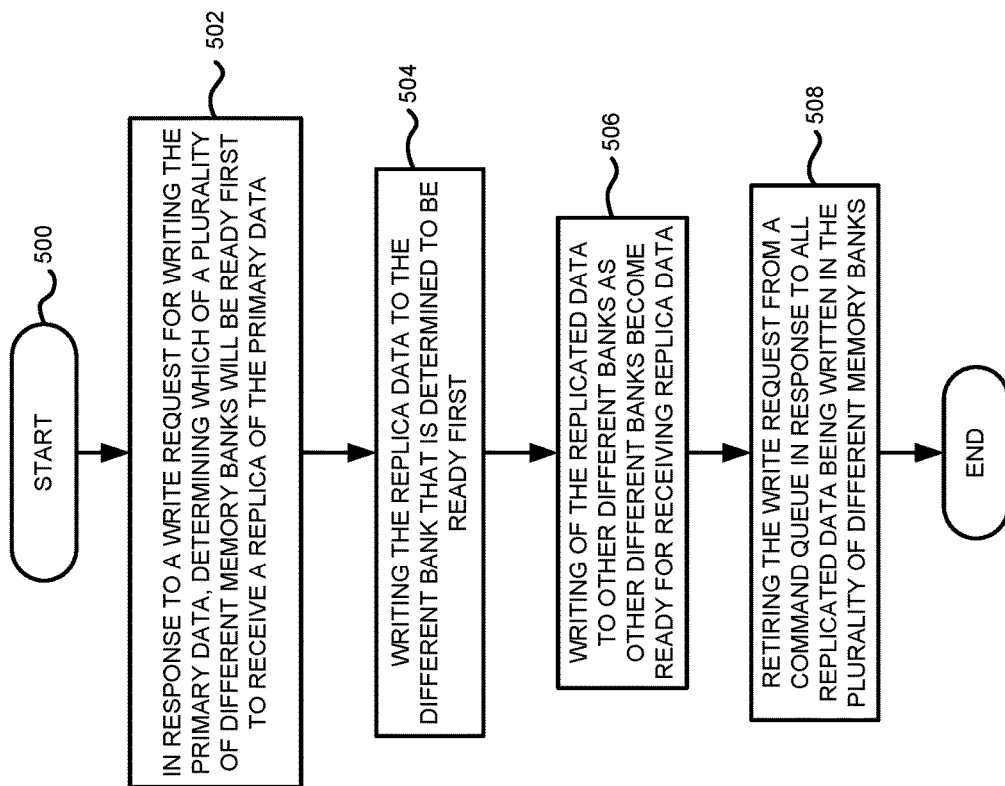 START
500
IN RESPONSE TO A WRITE REQUEST FOR WRITING THE
PRIMARY DATA, DETERMINING WHICH OF A PLURALITY
OF DIFFERENT MEMORY BANKS WILL BE READY FIRST
TO RECEIVE A REPLICA OF THE PRIMARY DATA
502
WRITING THE REPLICA DATA TO THE
DIFFERENT BANK THAT IS DETERMINED TO BE
READY FIRST
504
WRITING OF THE REPLICATED DATA
TO OTHER DIFFERENT BANKS AS
OTHER DIFFERENT BANKS BECOME
READY FOR RECEIVING REPLICA DATA
506
RETIRING THE WRITE REQUEST FROM A
COMMAND QUEUE IN RESPONSE TO ALL
REPLICATED DATA BEING WRITTEN IN THE
PLURALITY OF DIFFERENT MEMORY BANKS
508
END